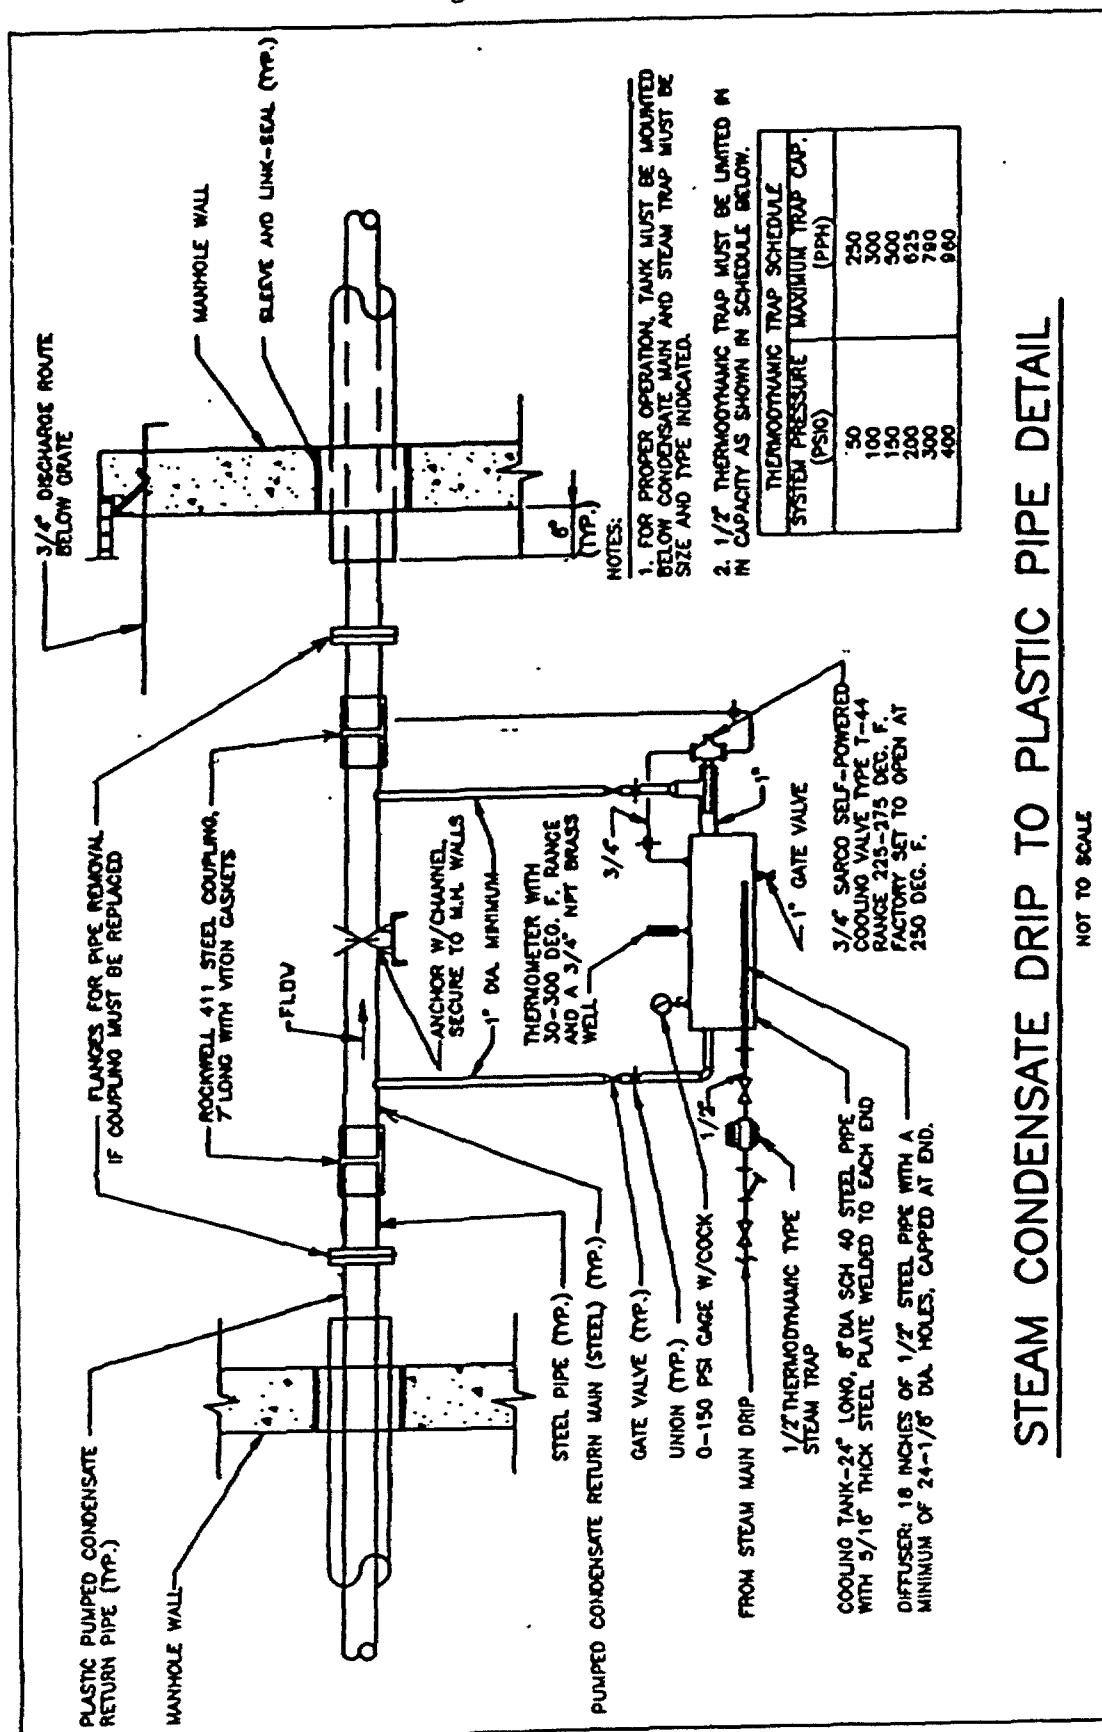 PLASTIC PUMPED CONDENSATE
RETURN PIPE (TYP.)
MANHOLE WALL
FLANGES FOR PIPE REMOVAL
IF COUPLING MUST BE REPLACED
ROCKWELL 411 STEEL COUPLING,
7" LONG WITH VITON GASKETS
3/4" DISCHARGE ROUTE
BELOW GRATE
MANHOLE WALL
SLEEVE AND LINK-SEAL (TYP.)
FLOW
ANCHOR W/CHANNEL,
SECURE TO M.H. WALLS
1" DIA. MINIMUM
6"
(TYP.)
STEEL PIPE (TYP.)
PUMPED CONDENSATE RETURN MAIN (STEEL) (TYP.)
GATE VALVE (TYP.)
UNION (TYP.)
0-150 PSI GAGE W/COCK
THERMOMETER WITH
30-300 DEG. F. RANGE
AND A 3/4" NPT BRASS
WELL
3/4"
1"
1/2"
FROM STEAM MAIN DRIP
1/2" THERMODYNAMIC TYPE
STEAM TRAP
1" GATE VALVE
COOLING TANK-24" LONG, 8" DIA SCH 40 STEEL PIPE
WITH 5/16" THICK STEEL PLATE WELDED TO EACH END
DIFFUSER: 18 INCHES OF 1/2" STEEL PIPE WITH A
MINIMUM OF 24-1/8" DIA. HOLES, CAPPED AT END.
3/4" SARCO SELF-POWERED
COOLING VALVE TYPE T-44
RANGE 225-275 DEG. F.
FACTORY SET TO OPEN AT
250 DEG. F.
NOTES:
1. FOR PROPER OPERATION, TANK MUST BE MOUNTED
BELOW CONDENSATE MAIN AND STEAM TRAP MUST BE
SIZE AND TYPE INDICATED.
2. 1/2" THERMODYNAMIC TRAP MUST BE LIMITED IN
IN CAPACITY AS SHOWN IN SCHEDULE BELOW.
THERMOTDYNAMIC TRAP SCHEDULE
SYSTEM PRESSURE MAXIMUM TRAP CAP.
(PSIG) (PPH)
50 250
100 300
150 500
200 625
300 790
400 960
STEAM CONDENSATE DRIP TO PLASTIC PIPE DETAIL
NOT TO SCALE